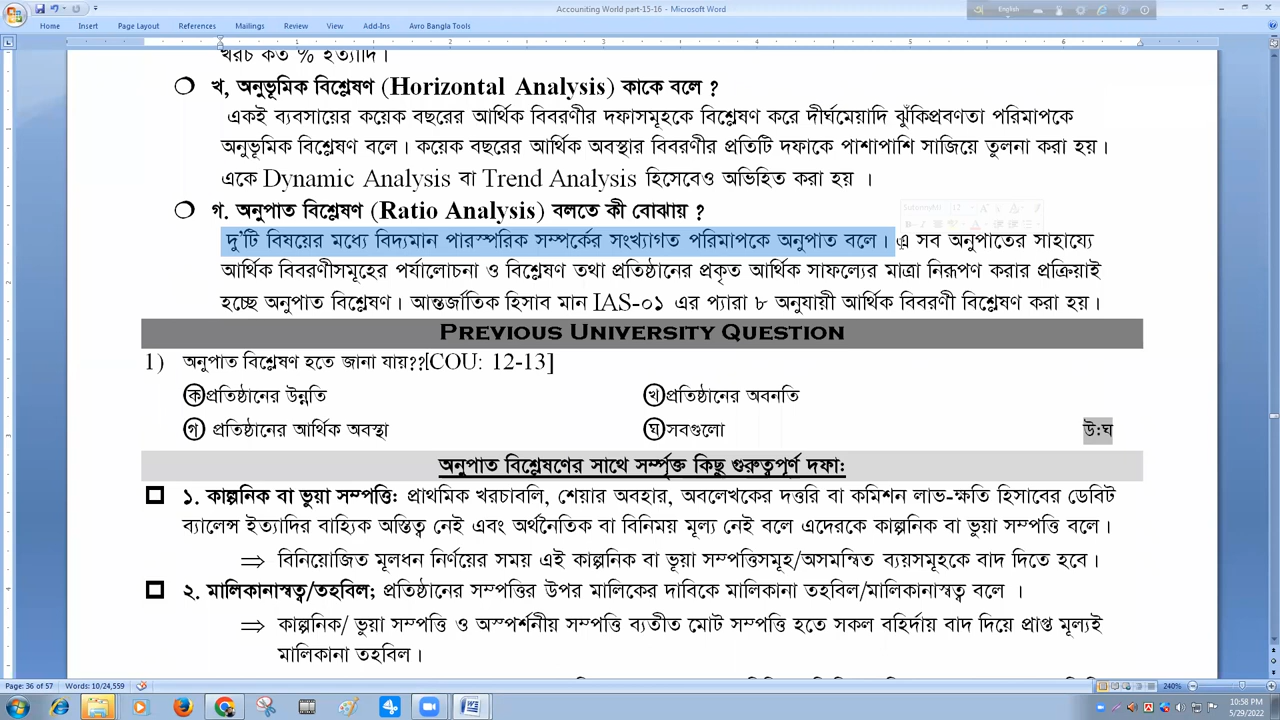 Accouniting World part-15-16 - Microsoft Word
English
Home Insert Page Layout References Mailings Review View Add-Ins Avro Bangla Tools
খরচ কত % ইত্যাদি।
খ, অনুভূমিক বিশ্লেষণ (Horizontal Analysis) কাকে বলে ?
একই ব্যবসায়ের কয়েক বছরের আর্থিক বিবরণীর দফাসমূহকে বিশ্লেষণ করে দীর্ঘমেয়াদি ঝুঁকিপ্রবণতা পরিমাপকে
অনুভূমিক বিশ্লেষণ বলে। কয়েক বছরের আর্থিক অবস্থার বিবরণীর প্রতিটি দফাকে পাশাপাশি সাজিয়ে তুলনা করা হয়।
একে Dynamic Analysis বা Trend Analysis হিসেবেও অভিহিত করা হয় ।
গ. অনুপাত বিশ্লেষণ (Ratio Analysis) বলতে কী বোঝায় ?
দু'টি বিষয়ের মধ্যে বিদ্যমান পারস্পরিক সম্পর্কের সংখ্যাগত পরিমাপকে অনুপাত বলে। এ সব অনুপাতের সাহায্যে
আর্থিক বিবরণীসমূহের পর্যালোচনা ও বিশ্লেষণ তথা প্রতিষ্ঠানের প্রকৃত আর্থিক সাফল্যের মাত্রা নিরূপণ করার প্রক্রিয়াই
হচ্ছে অনুপাত বিশ্লেষণ। আন্তর্জাতিক হিসাব মান IAS-০১ এর প্যারা ৮ অনুযায়ী আর্থিক বিবরণী বিশ্লেষণ করা হয়।
PREVIOUS UNIVERSITY QUESTION
1) অনুপাত বিশ্লেষণ হতে জানা যায়??[COU: 12-13]
ক প্রতিষ্ঠানের উন্নতি খ প্রতিষ্ঠানের অবনতি
গ প্রতিষ্ঠানের আর্থিক অবস্থা ঘ সবগুলো উ:ঘ
অনুপাত বিশ্লেষণের সাথে সর্ম্পৃক্ত কিছু গুরুত্বপূর্ণ দফা:
১. কাল্পনিক বা ভুয়া সম্পত্তি: প্রাথমিক খরচাবলি, শেয়ার অবহার, অবলেখকের দত্তরি বা কমিশন লাভ-ক্ষতি হিসাবের ডেবিট
ব্যালেন্স ইত্যাদির বাহ্যিক অস্তিত্ব নেই এবং অর্থনৈতিক বা বিনিময় মূল্য নেই বলে এদেরকে কাল্পনিক বা ভুয়া সম্পত্তি বলে।
⇒ বিনিয়োজিত মূলধন নির্ণয়ের সময় এই কাল্পনিক বা ভূয়া সম্পত্তিসমূহ/অসমন্বিত ব্যয়সমূহকে বাদ দিতে হবে।
২. মালিকানাস্বত্ব/তহবিল; প্রতিষ্ঠানের সম্পত্তির উপর মালিকের দাবিকে মালিকানা তহবিল/মালিকানাস্বত্ব বলে ।
⇒ কাল্পনিক/ ভুয়া সম্পত্তি ও অস্পর্শনীয় সম্পত্তি ব্যতীত মোট সম্পত্তি হতে সকল বহির্দায় বাদ দিয়ে প্রাপ্ত মূল্যই
মালিকানা তহবিল।
Page: 36 of 57 Words: 10/24,559 240%
10:58 PM
5/29/2022